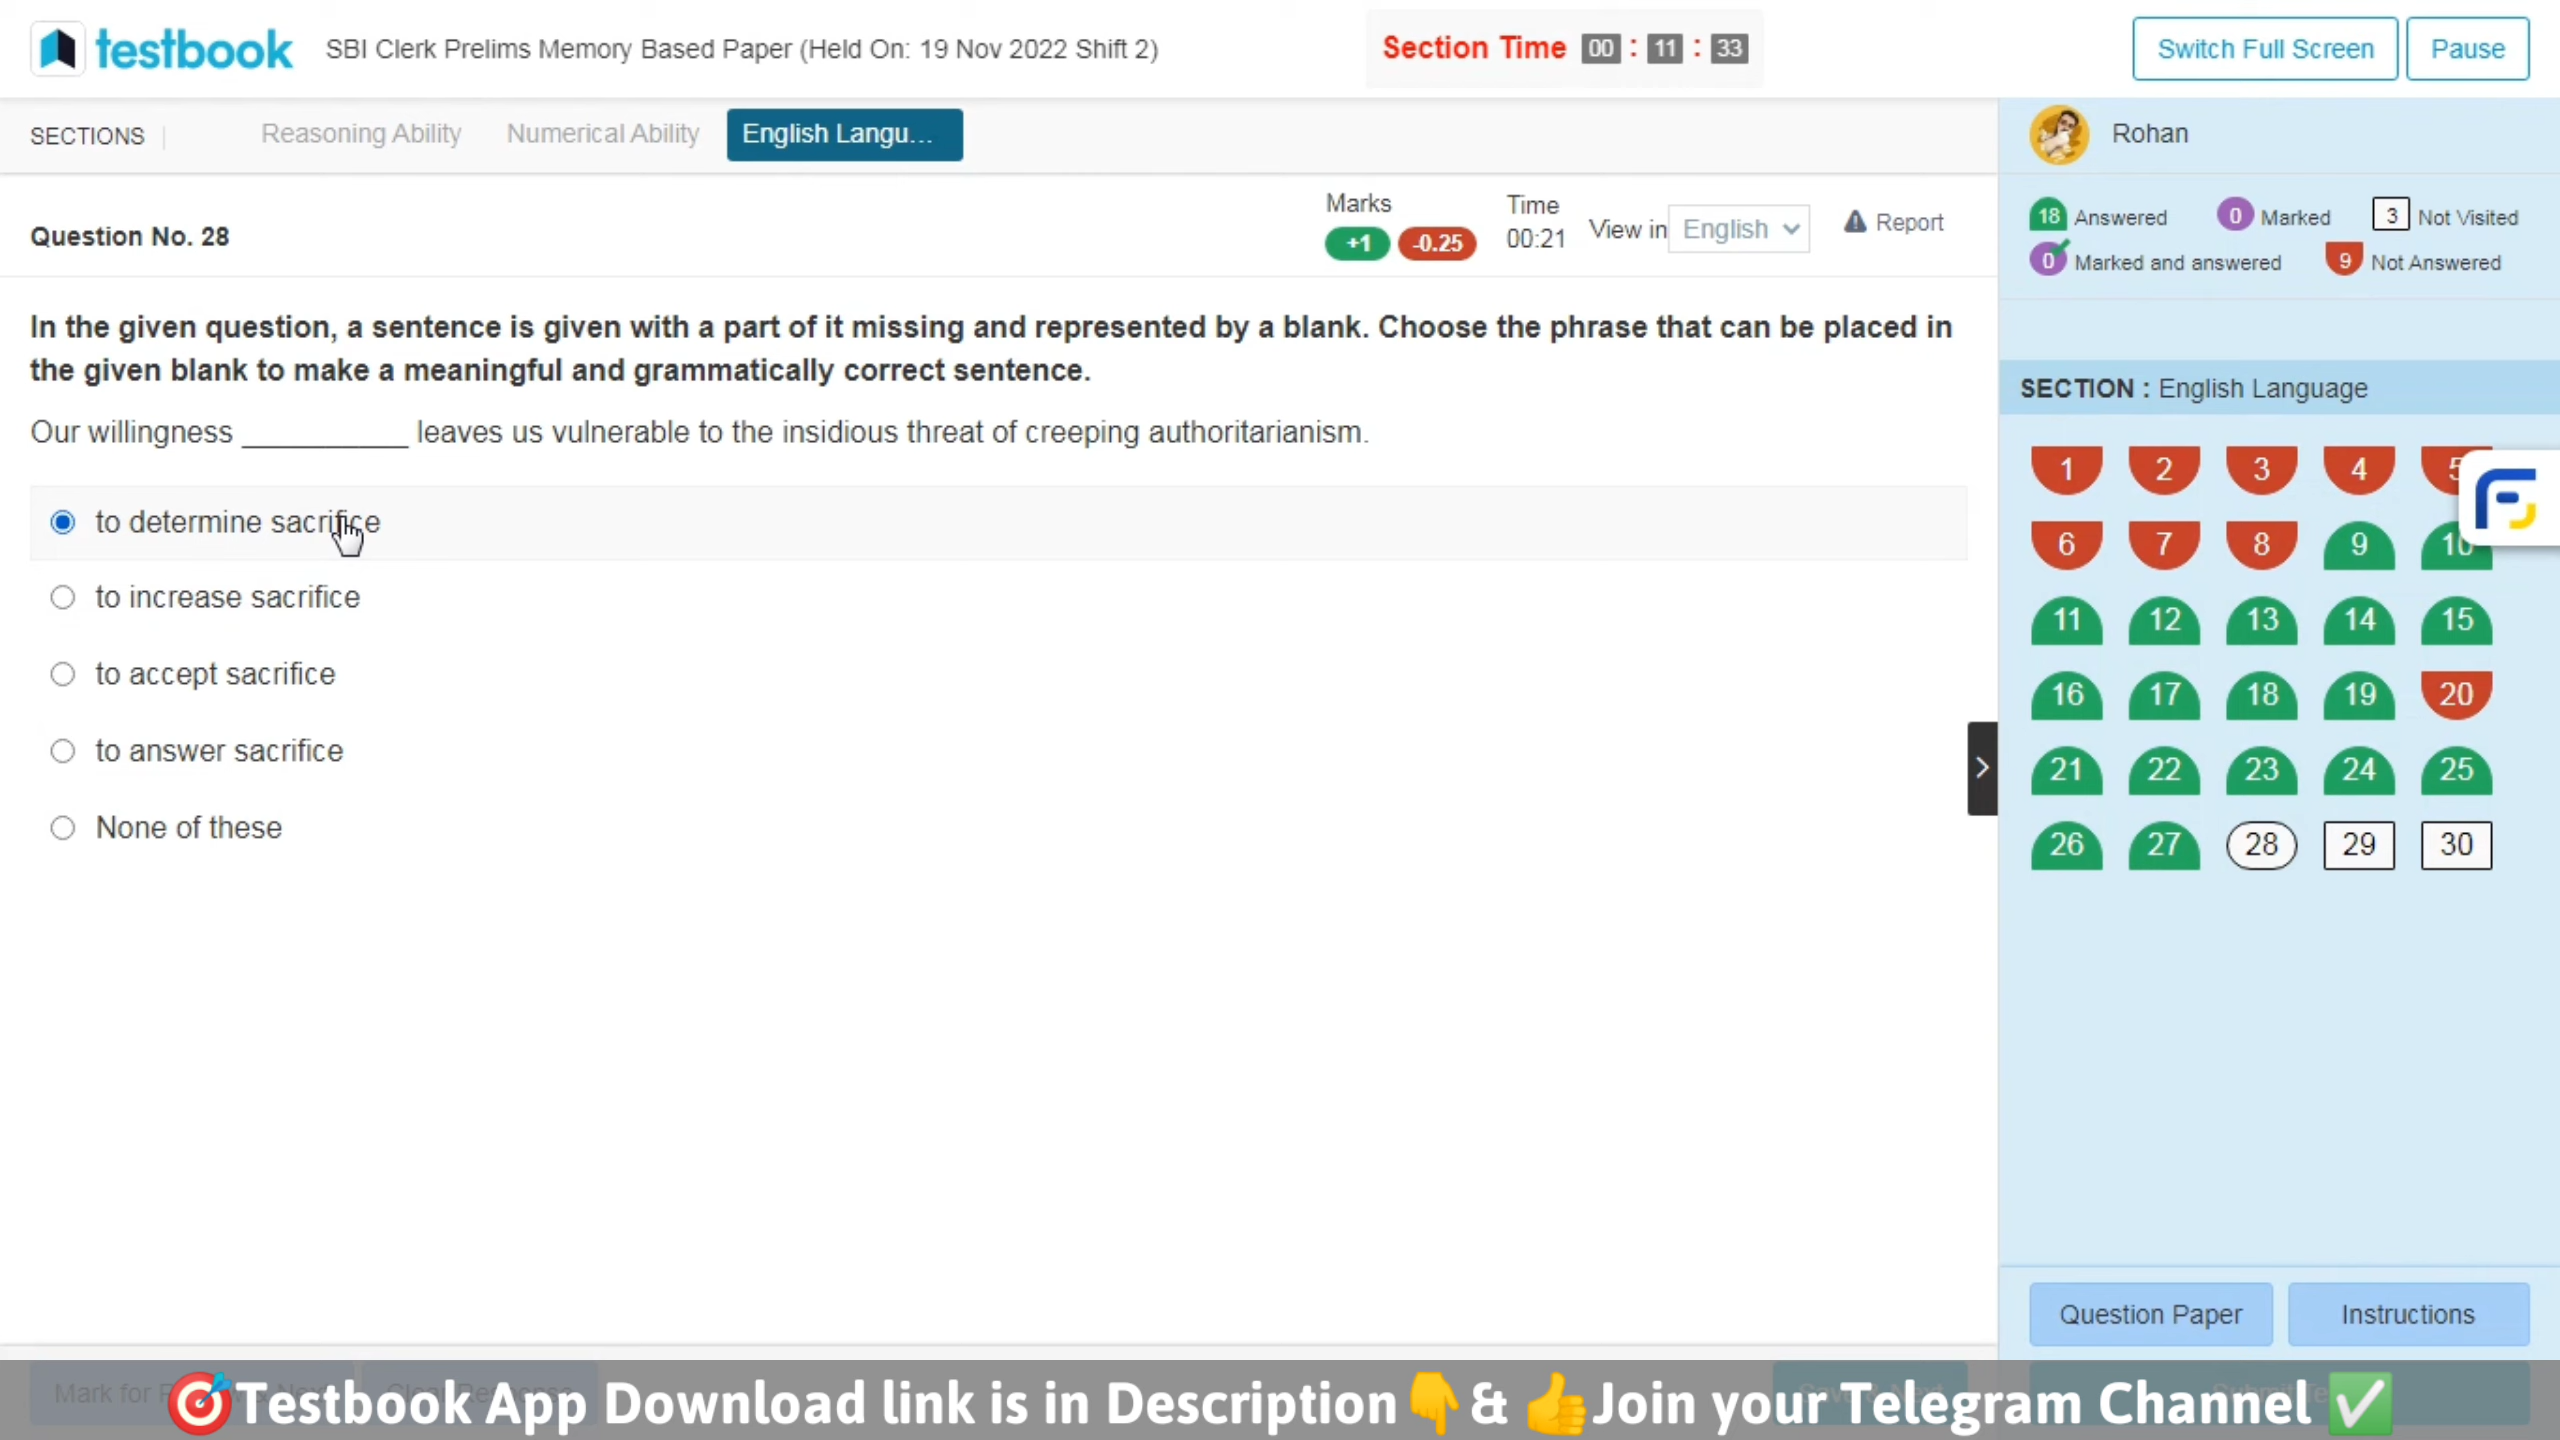 testbook SBI Clerk Prelims Memory Based Paper (Held On: 19 Nov 2022 Shift 2) Section Time 00 : 11 : 33 Switch Full Screen Pause
SECTIONS Reasoning Ability Numerical Ability English Langu... Rohan
Question No. 28
Marks
+1 -0.25
Time
00:21
View in English Report
18 Answered 0 Marked 3 Not Visited
0 Marked and answered 9 Not Answered
In the given question, a sentence is given with a part of it missing and represented by a blank. Choose the phrase that can be placed in
the given blank to make a meaningful and grammatically correct sentence.
Our willingness __________ leaves us vulnerable to the insidious threat of creeping authoritarianism.
to determine sacrifice
to increase sacrifice
to accept sacrifice
to answer sacrifice
None of these
SECTION : English Language
1 2 3 4 5
6 7 8 9 10
11 12 13 14 15
16 17 18 19 20
21 22 23 24 25
26 27 28 29 30
Question Paper Instructions
Mark for
🎯Testbook App Download link is in Description👇& 👍Join your Telegram Channel ✅